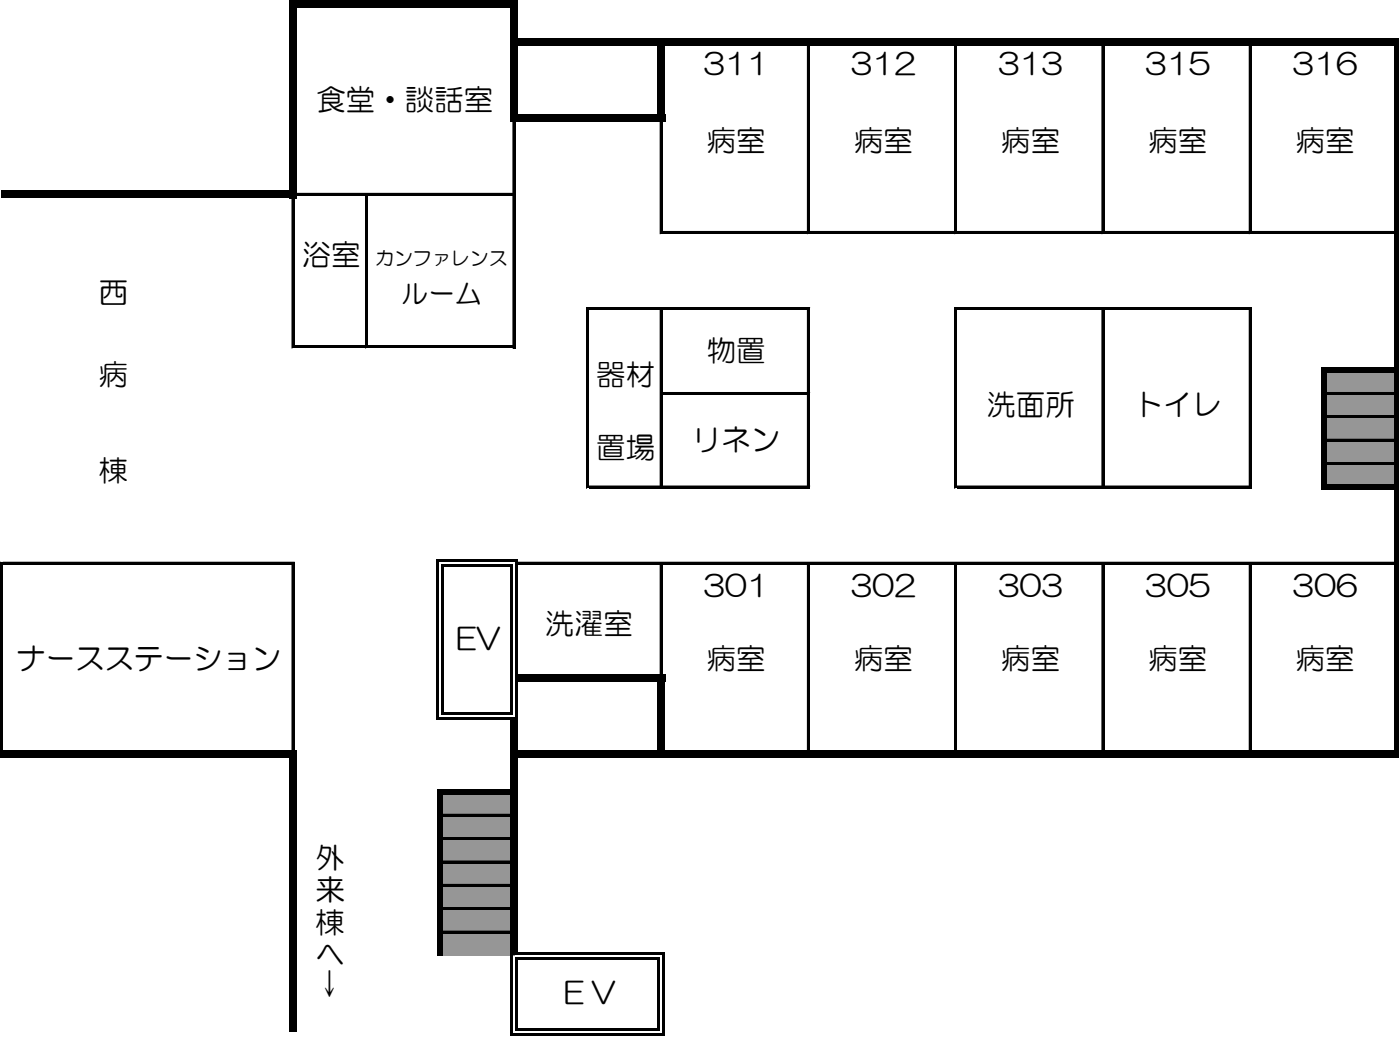 311
病室
312
病室
313
病室
315
病室
316
病室
食堂・談話室
浴室
カンファレンス
ルーム
西
病
棟
器材
置場
物置
リネン
洗面所
トイレ
ナースステーション
EV
洗濯室
301
病室
302
病室
303
病室
305
病室
306
病室
外来棟へ↓
EV